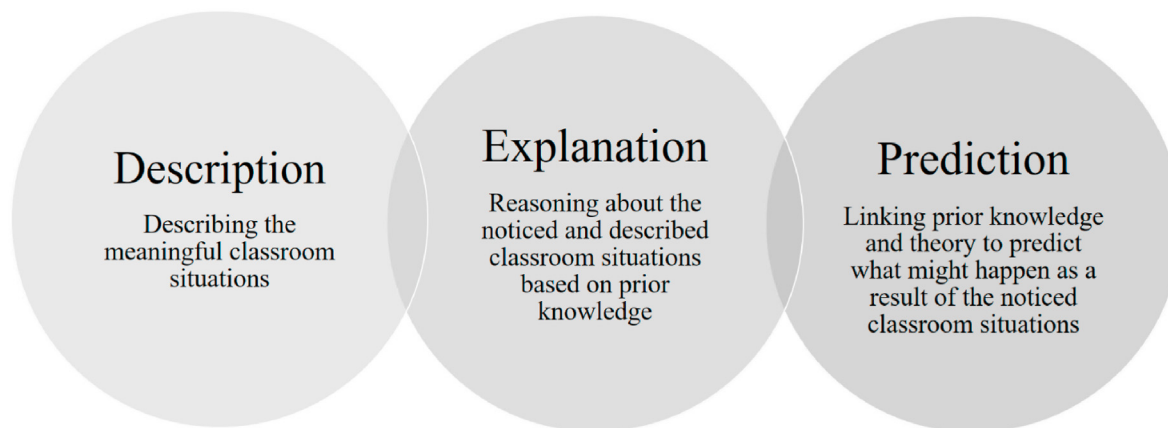 Description
Describing the
meaningful classroom
situations
Explanation
Reasoning about the
noticed and described
classroom situations
based on prior
knowledge
Prediction
Linking prior knowledge
and theory to predict
what might happen as a
result of the noticed
classroom situations